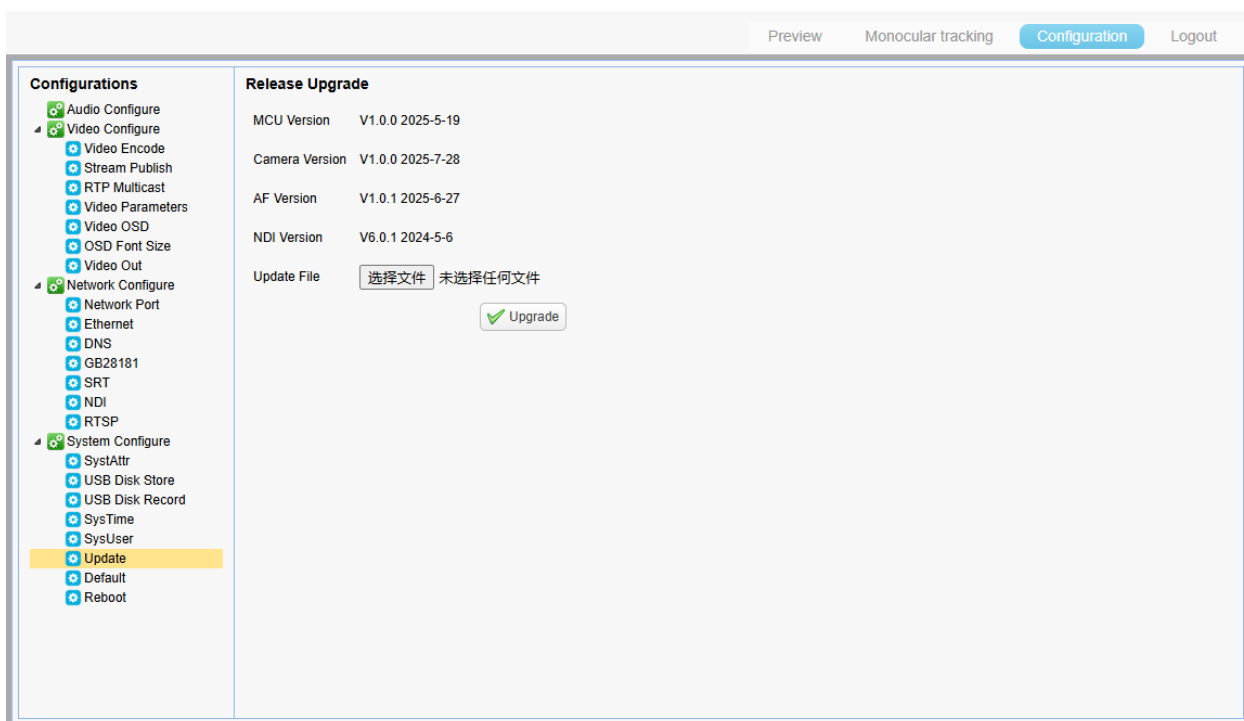 Preview Monocular tracking Configuration Logout
Configurations
Audio Configure
Video Configure
Video Encode
Stream Publish
RTP Multicast
Video Parameters
Video OSD
OSD Font Size
Video Out
Network Configure
Network Port
Ethernet
DNS
GB28181
SRT
NDI
RTSP
System Configure
SystAttr
USB Disk Store
USB Disk Record
SysTime
SysUser
Update
Default
Reboot
Release Upgrade
MCU Version V1.0.0 2025-5-19
Camera Version V1.0.0 2025-7-28
AF Version V1.0.1 2025-6-27
NDI Version V6.0.1 2024-5-6
Update File 选择文件 未选择任何文件
Upgrade